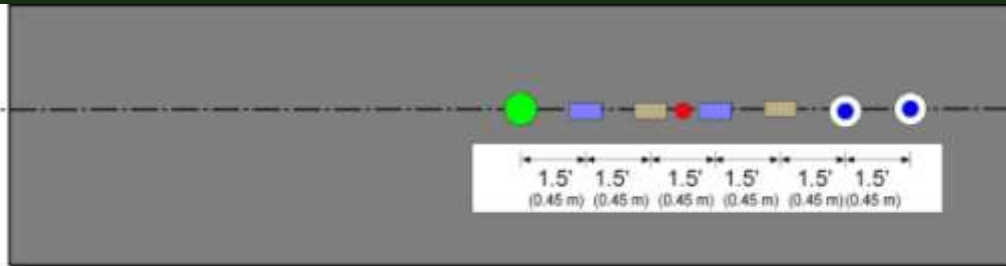 1.5' 1.5' 1.5' 1.5' 1.5' 1.5'
(0.45 m) (0.45 m) (0.45 m) (0.45 m) (0.45 m) (0.45 m)